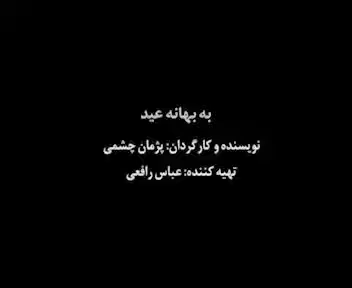 به بهانه عید
نویسنده و کارگردان: پژمان چشمی
تهیه کننده: عباس رافعی